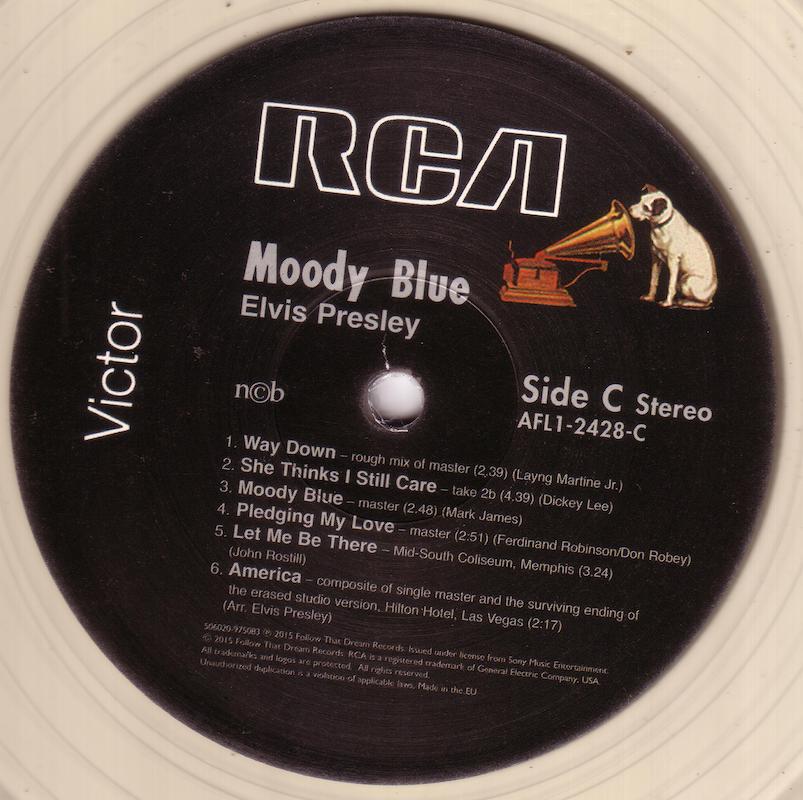 RCA
Moody Blue
Elvis Presley
Victor
n©b
Side C Stereo
AFL1-2428-C
1. Way Down – rough mix of master (2.39) (Layng Martine Jr.)
2. She Thinks I Still Care – take 2b (4.39) (Dickey Lee)
3. Moody Blue – master (2.48) (Mark James)
4. Pledging My Love – master (2:51) (Ferdinand Robinson/Don Robey)
5. Let Me Be There – Mid-South Coliseum, Memphis (3.24)
(John Rostill)
6. America – composite of single master and the surviving ending of
the erased studio version, Hilton Hotel, Las Vegas (2:17)
(Arr. Elvis Presley)
506020-975083 ℗ 2015 Follow That Dream Records. Issued under license from Sony Music Entertainment.
© 2015 Follow That Dream Records. RCA is a registered trademark of General Electric Company, USA.
All trademarks and logos are protected. All rights reserved.
Unauthorized duplication is a violation of applicable laws. Made in the EU